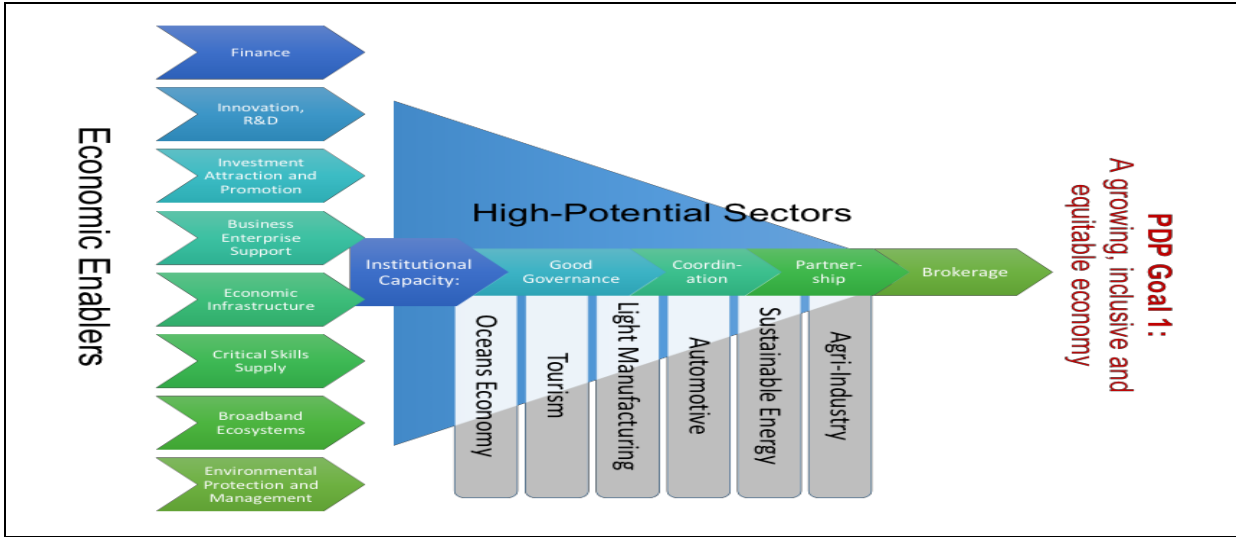 Economic Enablers
Finance
Innovation,
R&D
Investment
Attraction and
Promotion
Business
Enterprise
Support
Economic
Infrastructure
Critical Skills
Supply
Broadband
Ecosystems
Environmental
Protection and
Management
High-Potential Sectors
Institutional
Capacity:
Good
Governance
Coordin-
ation
Partner-
ship
Brokerage
Oceans Economy
Tourism
Light Manufacturing
Automotive
Sustainable Energy
Agri-Industry
PDP Goal 1:
A growing, inclusive and
equitable economy